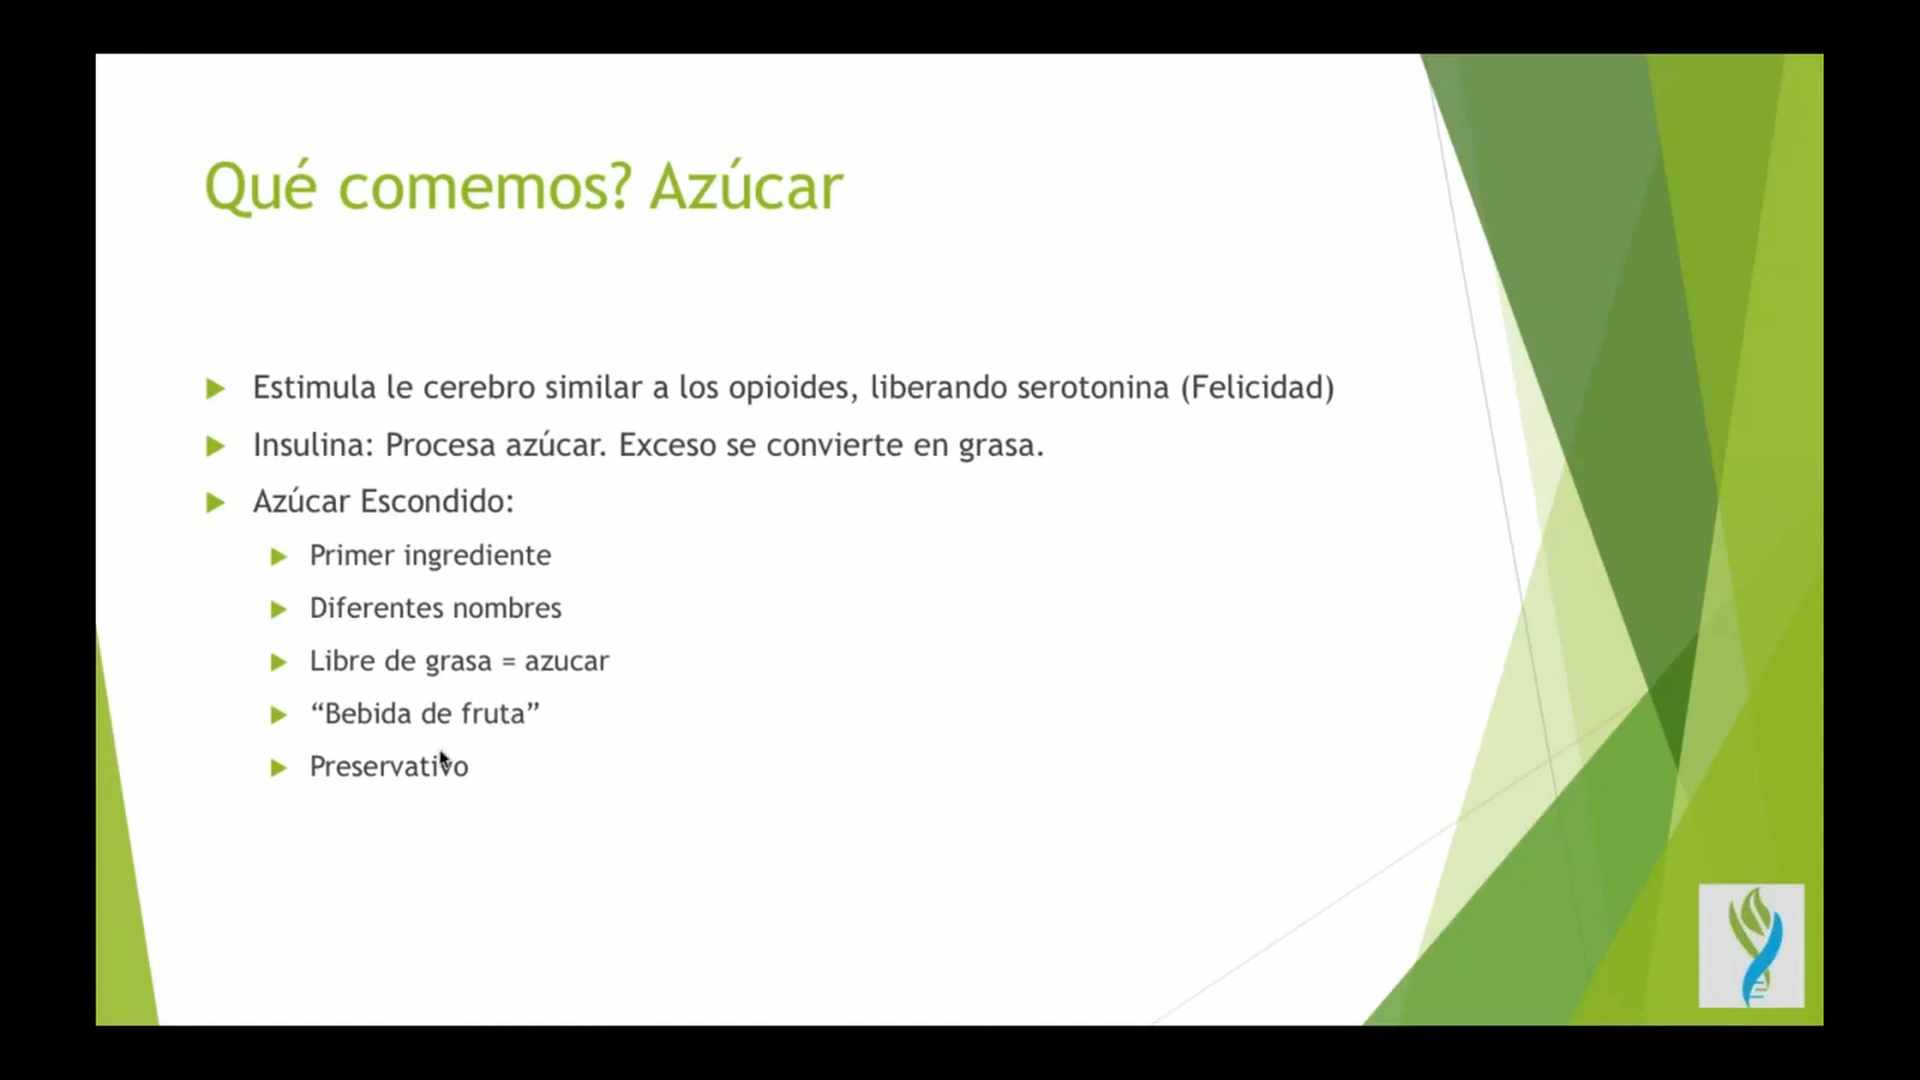 Qué comemos? Azúcar
Estimula le cerebro similar a los opioides, liberando serotonina (Felicidad)
Insulina: Procesa azúcar. Exceso se convierte en grasa.
Azúcar Escondido:
Primer ingrediente
Diferentes nombres
Libre de grasa = azucar
“Bebida de fruta”
Preservativo